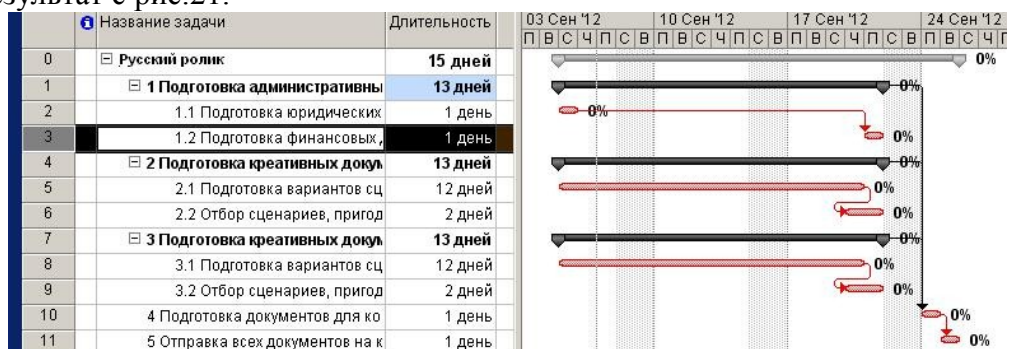 зультат с рис.21.
Название задачи Длительность 03 Сен '12 10 Сен '12 17 Сен '12 24 Сен '12
П В С Ч П С В П В С Ч П С В П В С Ч П С В П В С Ч П
0 Русский ролик 15 дней 0%
1 1 Подготовка административны 13 дней 0%
2 1.1 Подготовка юридических 1 день 0%
3 1.2 Подготовка финансовых, 1 день 0%
4 2 Подготовка креативных докум 13 дней 0%
5 2.1 Подготовка вариантов сц 12 дней 0%
6 2.2 Отбор сценариев, пригод 2 дней 0%
7 3 Подготовка креативных докум 13 дней 0%
8 3.1 Подготовка вариантов сц 12 дней 0%
9 3.2 Отбор сценариев, пригод 2 дней 0%
10 4 Подготовка документов для ко 1 день 0%
11 5 Отправка всех документов на к 1 день 0%